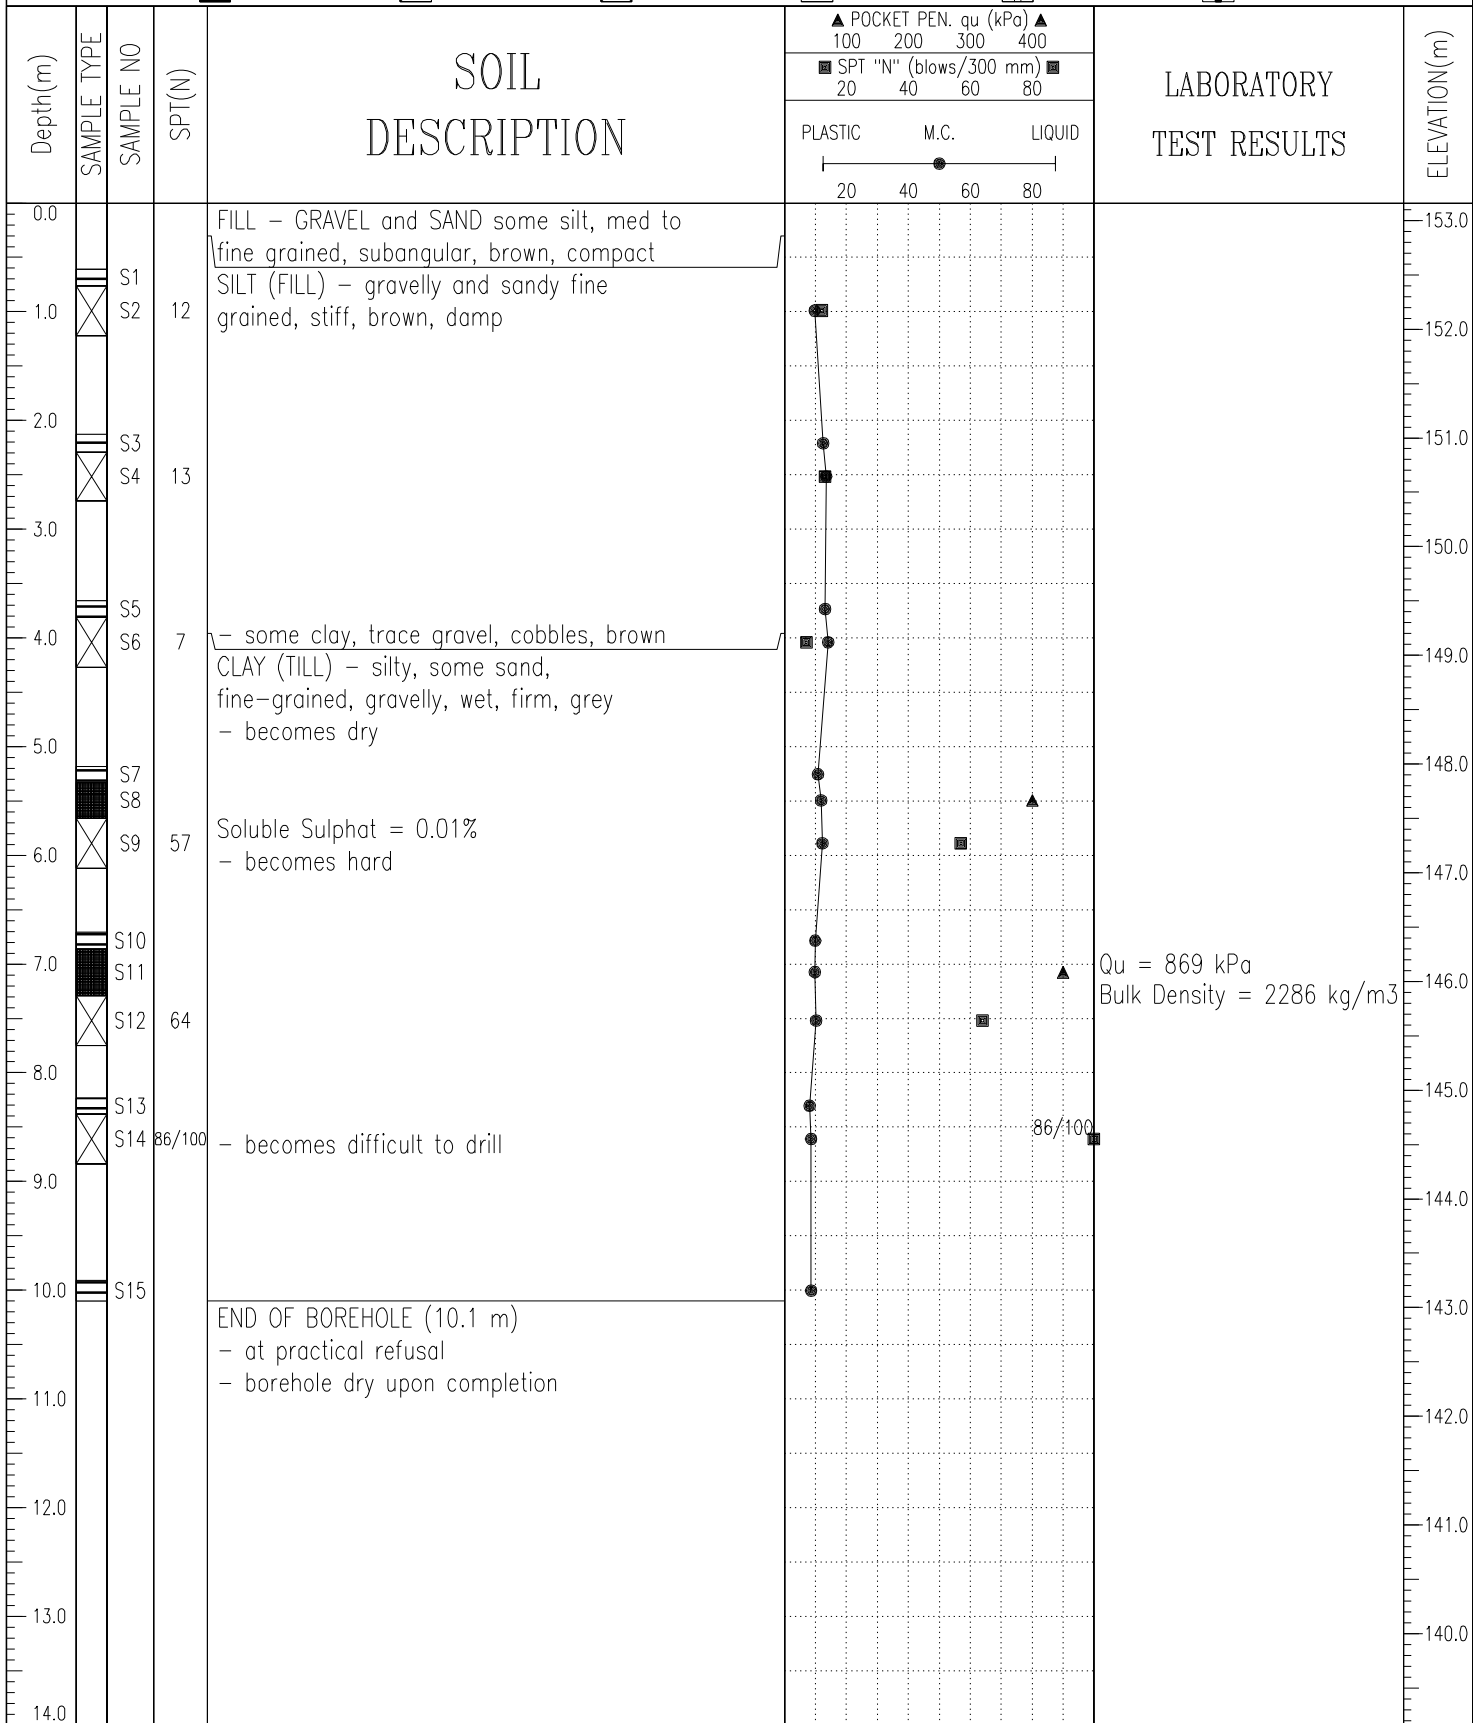 Depth(m)
SAMPLE TYPE
SAMPLE NO
SPT(N)
SOIL
DESCRIPTION
▲ POCKET PEN. qu (kPa) ▲
100 200 300 400
SPT "N" (blows/300 mm)
20 40 60 80
PLASTIC M.C. LIQUID
20 40 60 80
LABORATORY
TEST RESULTS
ELEVATION(m)
0.0
1.0
2.0
3.0
4.0
5.0
6.0
7.0
8.0
9.0
10.0
11.0
12.0
13.0
14.0
S1
S2 12
S3
S4 13
S5
S6 7
S7
S8
S9 57
S10
S11
S12 64
S13
S14 86/100
S15
FILL – GRAVEL and SAND some silt, med to
fine grained, subangular, brown, compact
SILT (FILL) – gravelly and sandy fine
grained, stiff, brown, damp
– some clay, trace gravel, cobbles, brown
CLAY (TILL) – silty, some sand,
fine-grained, gravelly, wet, firm, grey
– becomes dry
Soluble Sulphat = 0.01%
– becomes hard
– becomes difficult to drill
END OF BOREHOLE (10.1 m)
– at practical refusal
– borehole dry upon completion
86/100
Qu = 869 kPa
Bulk Density = 2286 kg/m3
153.0
152.0
151.0
150.0
149.0
148.0
147.0
146.0
145.0
144.0
143.0
142.0
141.0
140.0